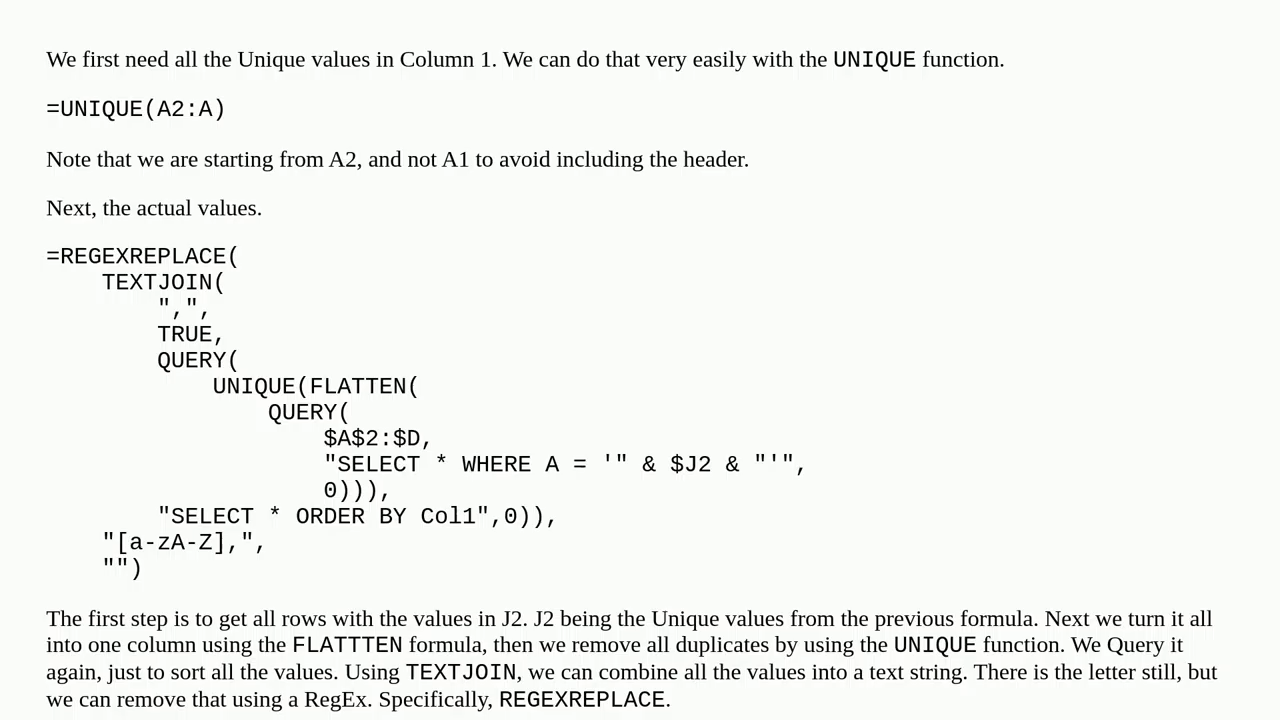 We first need all the Unique values in Column 1. We can do that very easily with the UNIQUE function.
=UNIQUE(A2:A)
Note that we are starting from A2, and not A1 to avoid including the header.
Next, the actual values.
=REGEXREPLACE(
    TEXTJOIN(
        ",",
        TRUE,
        QUERY(
            UNIQUE(FLATTEN(
                QUERY(
                    $A$2:$D,
                    "SELECT * WHERE A = '" & $J2 & "'",
                    0))),
        "SELECT * ORDER BY Col1",0)),
    "[a-zA-Z],",
    "")
The first step is to get all rows with the values in J2. J2 being the Unique values from the previous formula. Next we turn it all
into one column using the FLATTTEN formula, then we remove all duplicates by using the UNIQUE function. We Query it
again, just to sort all the values. Using TEXTJOIN, we can combine all the values into a text string. There is the letter still, but
we can remove that using a RegEx. Specifically, REGEXREPLACE.